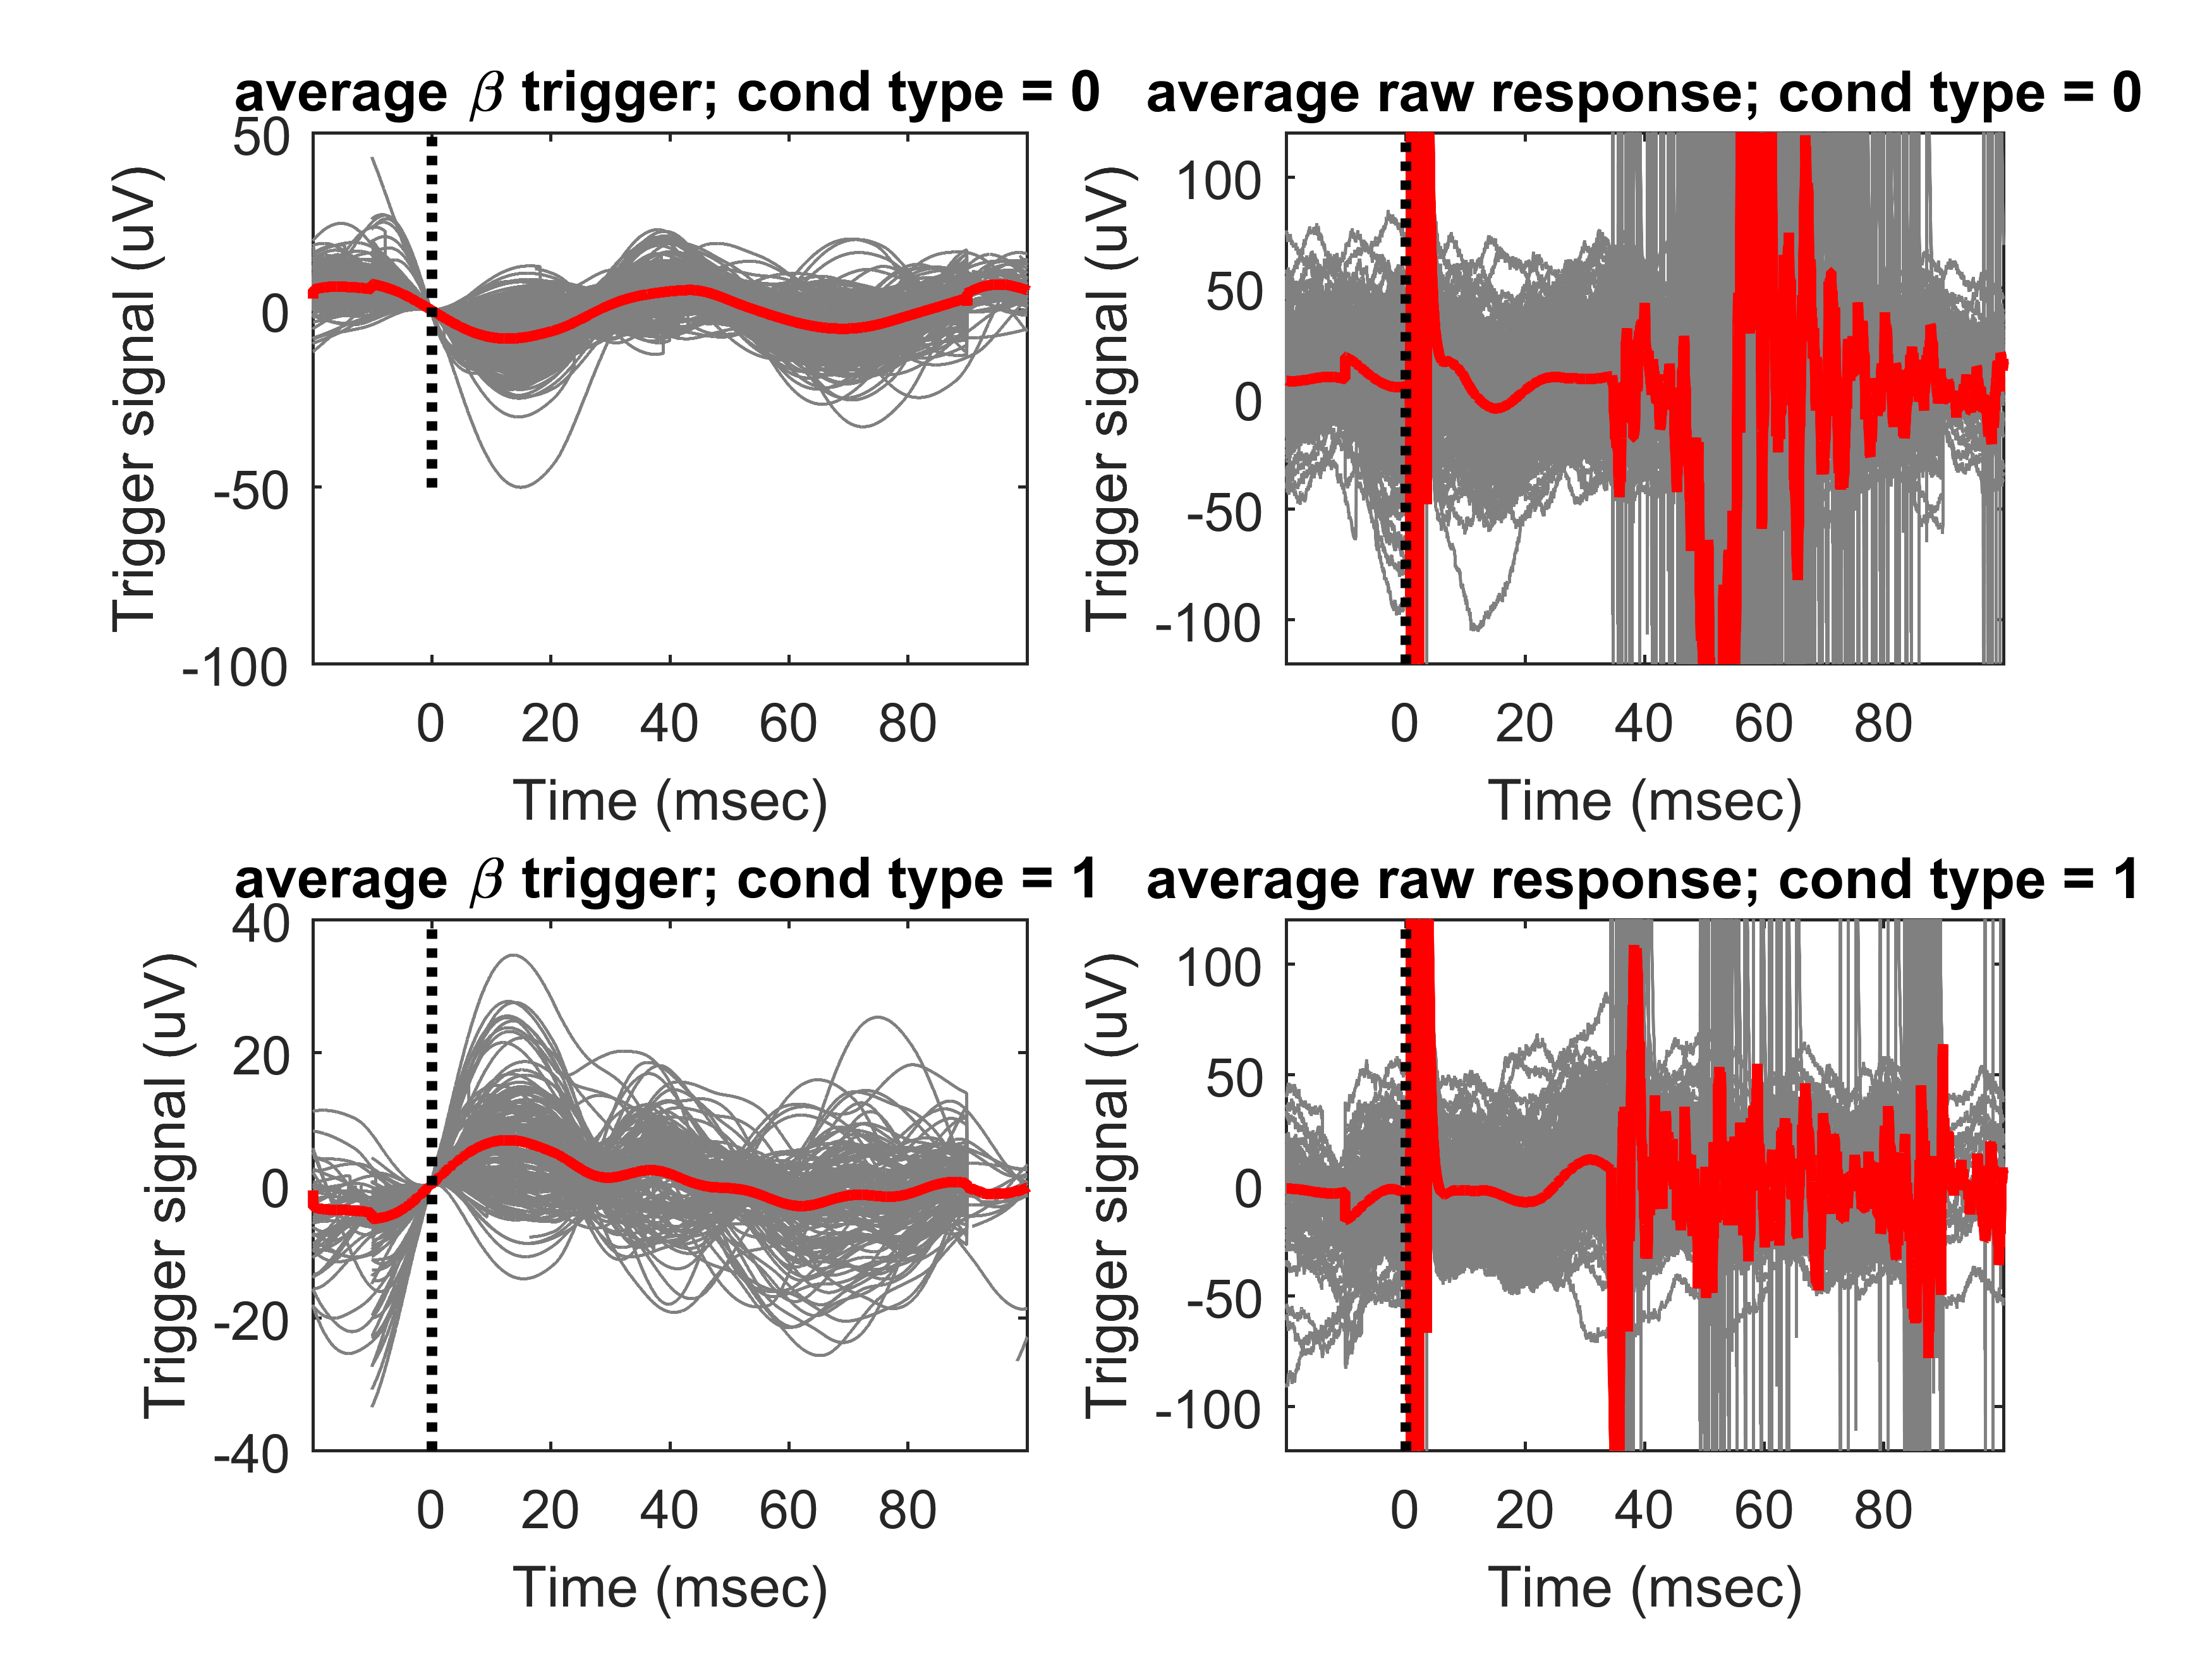 average β trigger; cond type = 0
50
0
-50
-100
Trigger signal (uV)
0 20 40 60 80
Time (msec)
average raw response; cond type = 0
100
50
0
-50
-100
Trigger signal (uV)
0 20 40 60 80
Time (msec)
average β trigger; cond type = 1
40
20
0
-20
-40
Trigger signal (uV)
0 20 40 60 80
Time (msec)
average raw response; cond type = 1
100
50
0
-50
-100
Trigger signal (uV)
0 20 40 60 80
Time (msec)